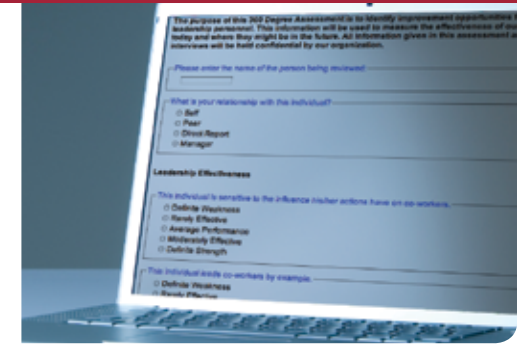 The purpose of this 360 Degree Assessment is to identify improvement opportunities
leadership personnel. This information will be used to measure the effectiveness of
today and where they might be in the future. All information given in this assessment
interviews will be held confidential by our organization.
Please enter the name of the person being reviewed:
What is your relationship with this individual?
Self
Peer
Direct Report
Manager
Leadership Effectiveness
This individual is sensitive to the influence his/her actions have on co-workers.
Definite Weakness
Rarely Effective
Average Performance
Moderately Effective
Definite Strength
This individual leads co-workers by example.
Definite Weakness
Rarely Effective